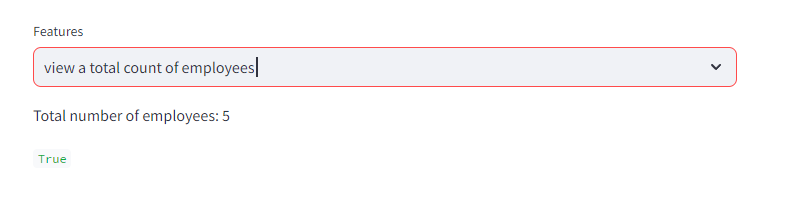 Features
view a total count of employees
Total number of employees: 5
True